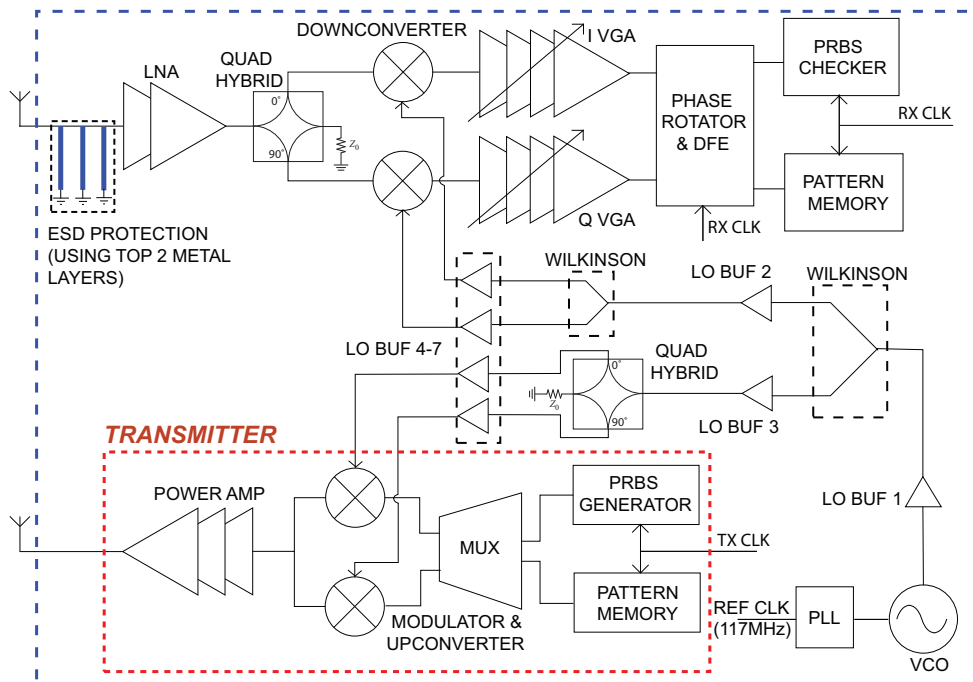 DOWNCONVERTER
I VGA
LNA
QUAD
HYBRID
0°
90°
Z0
PRBS
CHECKER
PHASE
ROTATOR
& DFE
RX CLK
PATTERN
MEMORY
Q VGA
RX CLK
ESD PROTECTION
(USING TOP 2 METAL
LAYERS)
WILKINSON
LO BUF 2
WILKINSON
LO BUF 4-7
QUAD
HYBRID
0°
90°
Z0
LO BUF 3
TRANSMITTER
POWER AMP
PRBS
GENERATOR
LO BUF 1
MUX
TX CLK
PATTERN
MEMORY
MODULATOR &
UPCONVERTER
REF CLK
(117MHz)
PLL
VCO